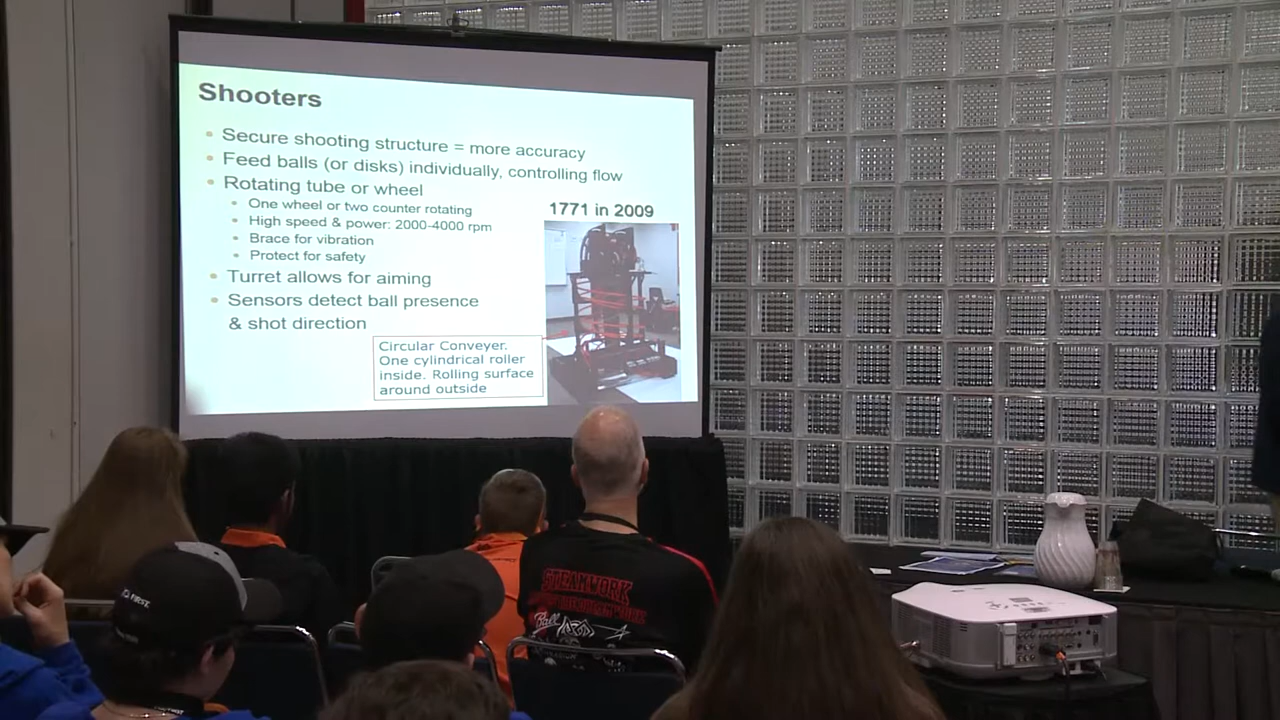 Shooters
• Secure shooting structure = more accuracy
• Feed balls (or disks) individually, controlling flow
• Rotating tube or wheel
• One wheel or two counter rotating
• High speed & power: 2000-4000 rpm
• Brace for vibration
• Protect for safety
• Turret allows for aiming
• Sensors detect ball presence
& shot direction
1771 in 2009
Circular Conveyer.
One cylindrical roller
inside. Rolling surface
around outside
FIRST
STEAMWORK
Ball